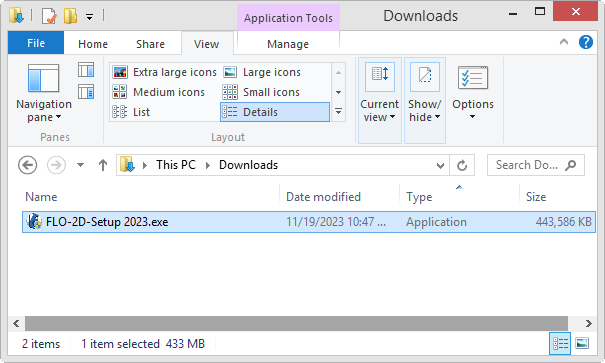 Application Tools
Downloads
File
Home
Share
View
Manage
Navigation pane
Extra large icons
Large icons
Medium icons
Small icons
List
Details
Current view
Show/ hide
Options
Panes
Layout
This PC
Downloads
Search Do...
Name
Date modified
Type
Size
FLO-2D-Setup 2023.exe
11/19/2023 10:47 ...
Application
443,586 KB
2 items
1 item selected 433 MB